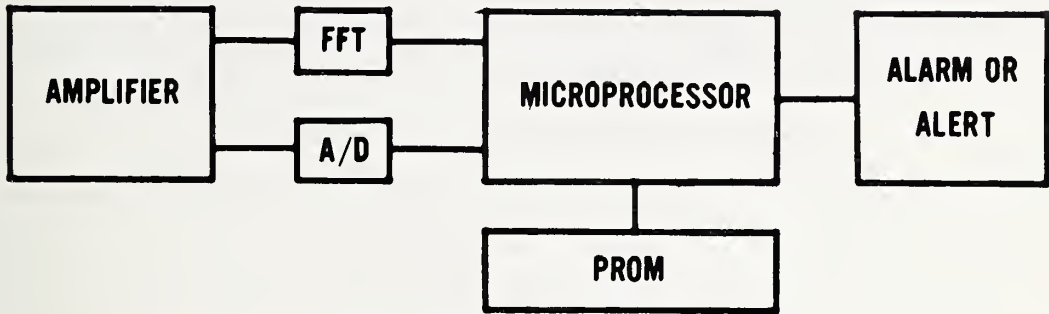 AMPLIFIER
FFT
A/D
MICROPROCESSOR
ALARM OR
ALERT
PROM